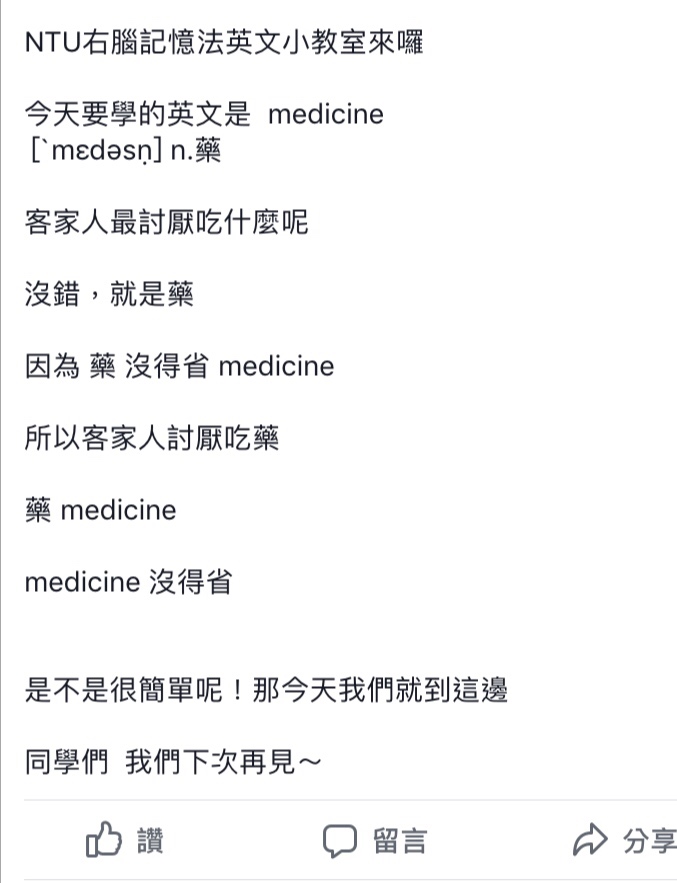 NTU右腦記憶法英文小教室來囉
今天要學的英文是 medicine
[ˋmɛdəsn̩] n.藥
客家人最討厭吃什麼呢
沒錯，就是藥
因為 藥 沒得省 medicine
所以客家人討厭吃藥
藥 medicine
medicine 沒得省
是不是很簡單呢！那今天我們就到這邊
同學們 我們下次再見～
讚
留言
分享